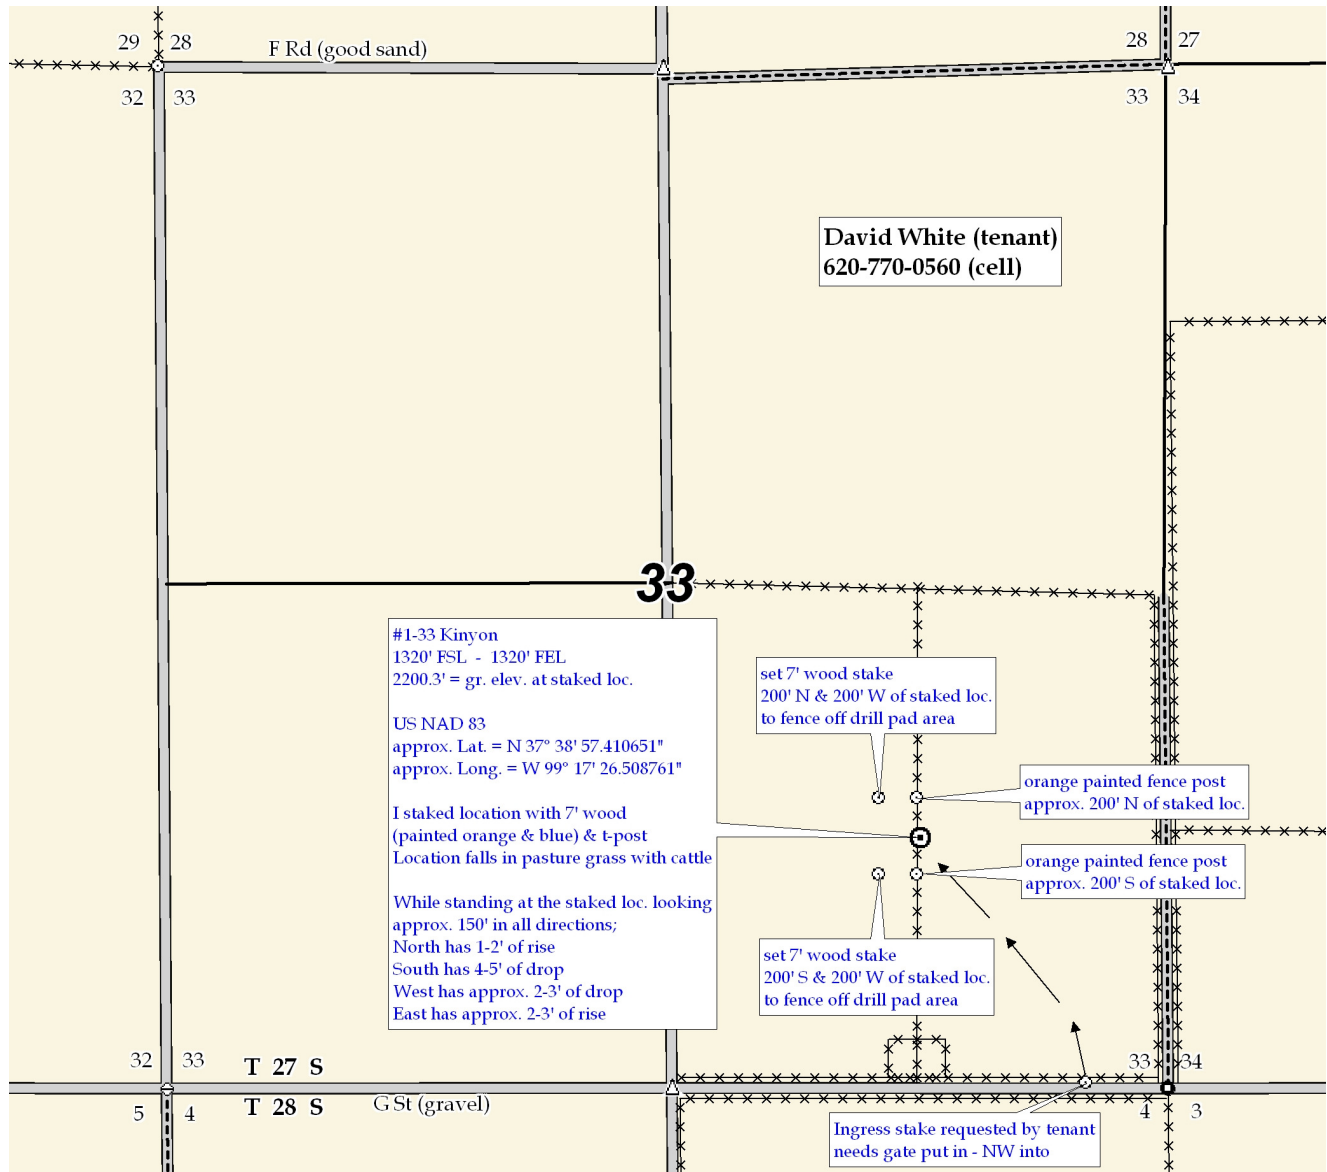 29 28
F Rd (good sand)
28 27
32 33
33 34
David White (tenant)
620-770-0560 (cell)
33
#1-33 Kinyon
1320' FSL - 1320' FEL
2200.3' = gr. elev. at staked loc.
US NAD 83
approx. Lat. = N 37° 38' 57.410651"
approx. Long. = W 99° 17' 26.508761"
I staked location with 7' wood
(painted orange & blue) & t-post
Location falls in pasture grass with cattle
While standing at the staked loc. looking
approx. 150' in all directions;
North has 1-2' of rise
South has 4-5' of drop
West has approx. 2-3' of drop
East has approx. 2-3' of rise
set 7' wood stake
200' N & 200' W of staked loc.
to fence off drill pad area
orange painted fence post
approx. 200' N of staked loc.
orange painted fence post
approx. 200' S of staked loc.
set 7' wood stake
200' S & 200' W of staked loc.
to fence off drill pad area
32 33
T 27 S
33 34
5 4
T 28 S
G St (gravel)
4 3
Ingress stake requested by tenant
needs gate put in - NW into